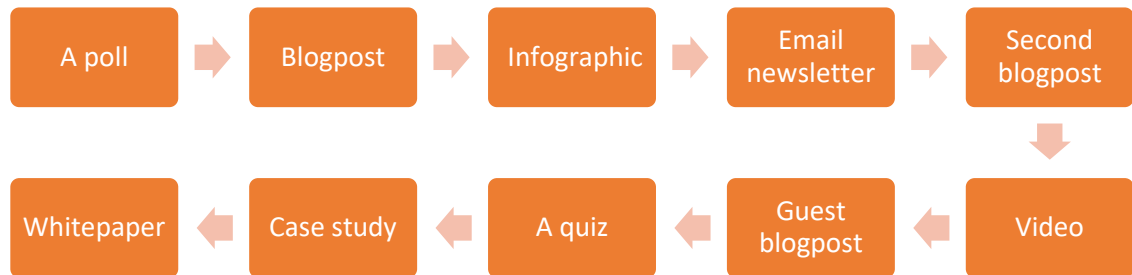 A poll
Blogpost
Infographic
Email
newsletter
Second
blogpost
Video
Guest
blogpost
A quiz
Case study
Whitepaper